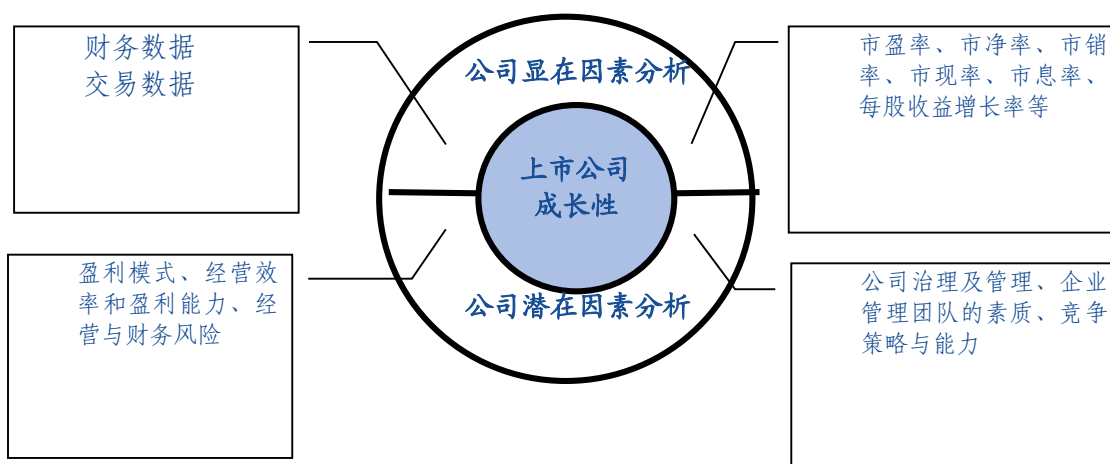 财务数据
交易数据
公司显在因素分析
市盈率、市净率、市销
率、市现率、市息率、
每股收益增长率等
上市公司
成长性
盈利模式、经营效
率和盈利能力、经
营与财务风险
公司潜在因素分析
公司治理及管理、企业
管理团队的素质、竞争
策略与能力